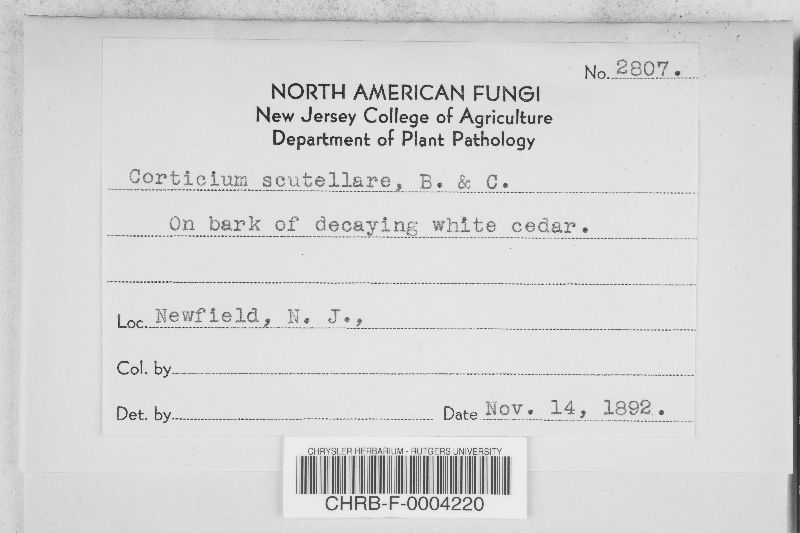 No. 2807.
NORTH AMERICAN FUNGI
New Jersey College of Agriculture
Department of Plant Pathology
Corticium scutellare, B. & C.
On bark of decaying white cedar.
Loc. Newfield, N. J.,
Col. by
Det. by Date Nov. 14, 1892.
CHRYSLER HERBARIUM - RUTGERS UNIVERSITY
CHRB-F-0004220